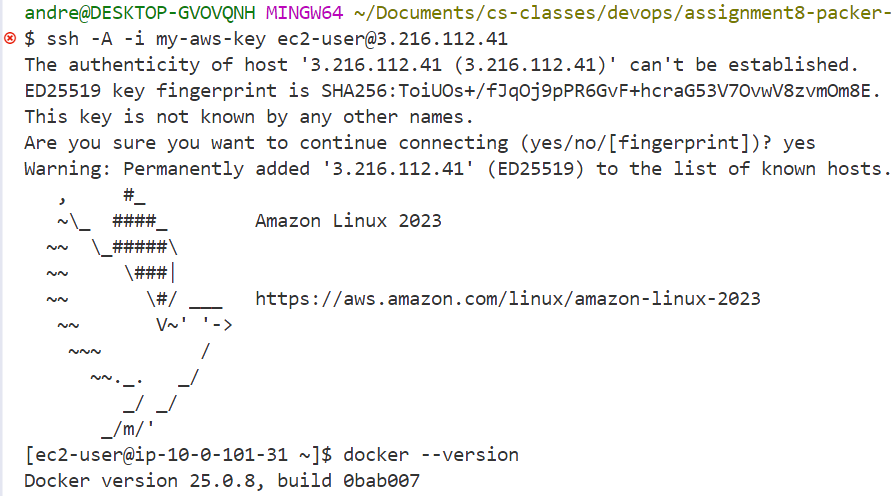 andre@DESKTOP-GVOVQNH MINGW64 ~/Documents/cs-classes/devops/assignment8-packer-
$ ssh -A -i my-aws-key ec2-user@3.216.112.41
The authenticity of host '3.216.112.41 (3.216.112.41)' can't be established.
ED25519 key fingerprint is SHA256:ToiUOs+/fJqOj9pPR6GvF+hcraG53V7OvwV8zvmOm8E.
This key is not known by any other names.
Are you sure you want to continue connecting (yes/no/[fingerprint])? yes
Warning: Permanently added '3.216.112.41' (ED25519) to the list of known hosts.
   ,     #_
   ~\_  ####_        Amazon Linux 2023
  ~~  \_#####\
  ~~     \###|
  ~~       \#/ ___   https://aws.amazon.com/linux/amazon-linux-2023
   ~~       V~' '->
    ~~~         /
      ~~._.   _/
         _/ _/
       _/m/'
[ec2-user@ip-10-0-101-31 ~]$ docker --version
Docker version 25.0.8, build 0bab007